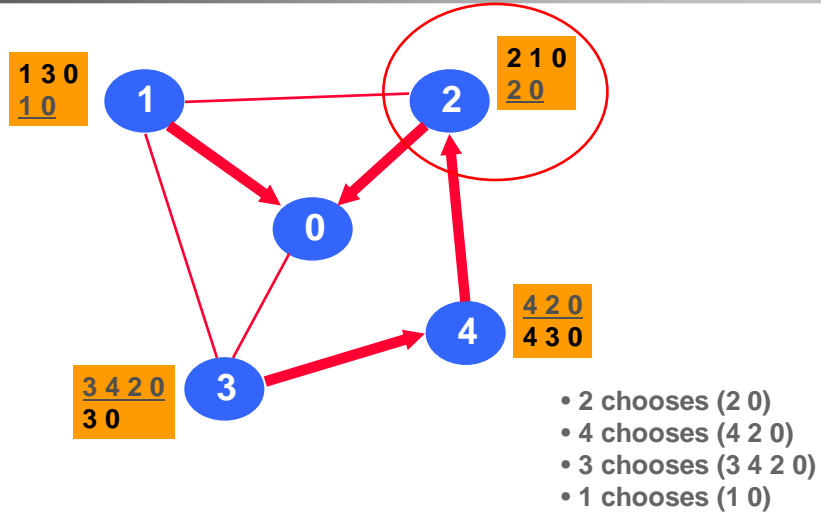 1 3 0
1 0
1
2
2 1 0
2 0
0
4
4 2 0
4 3 0
3 4 2 0
3 0
3
• 2 chooses (2 0)
• 4 chooses (4 2 0)
• 3 chooses (3 4 2 0)
• 1 chooses (1 0)